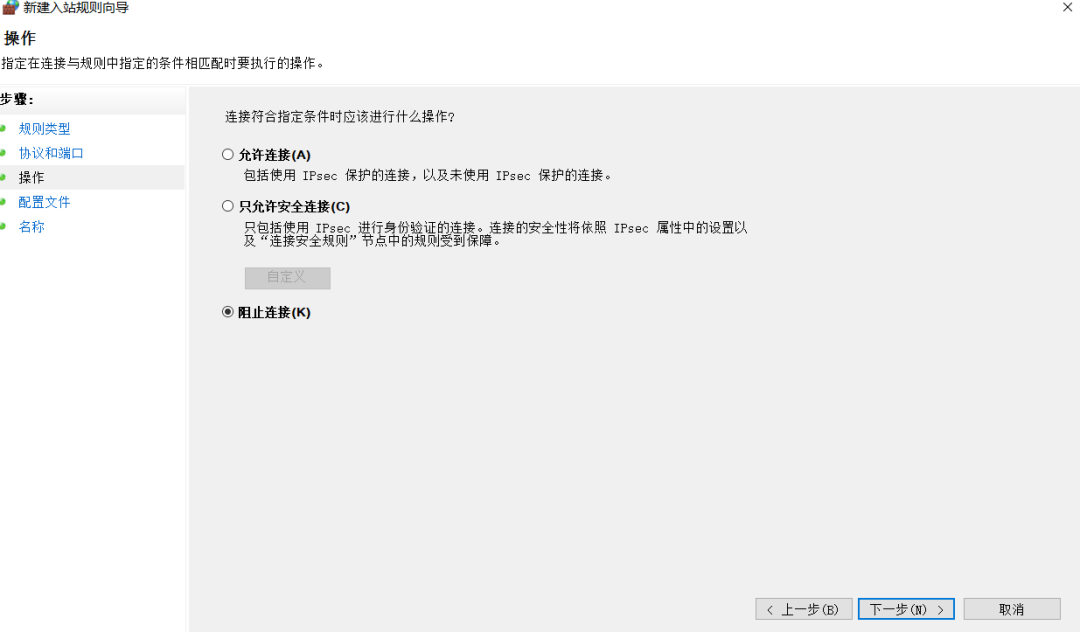 新建入站规则向导
操作
指定在连接与规则中指定的条件相匹配时要执行的操作。
步骤:
规则类型
协议和端口
操作
配置文件
名称
连接符合指定条件时应该进行什么操作?
允许连接(A)
包括使用 IPsec 保护的连接，以及未使用 IPsec 保护的连接。
只允许安全连接(C)
只包括使用 IPsec 进行身份验证的连接。连接的安全性将依照 IPsec 属性中的设置以
及“连接安全规则”节点中的规则受到保障。
自定义
阻止连接(K)
< 上一步(B)
下一步(N) >
取消